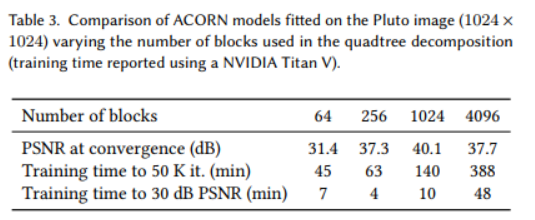 Table 3. Comparison of ACORN models fitted on the Pluto image (1024 ×
1024) varying the number of blocks used in the quadtree decomposition
(training time reported using a NVIDIA Titan V).
Number of blocks 64 256 1024 4096
PSNR at convergence (dB) 31.4 37.3 40.1 37.7
Training time to 50 K it. (min) 45 63 140 388
Training time to 30 dB PSNR (min) 7 4 10 48